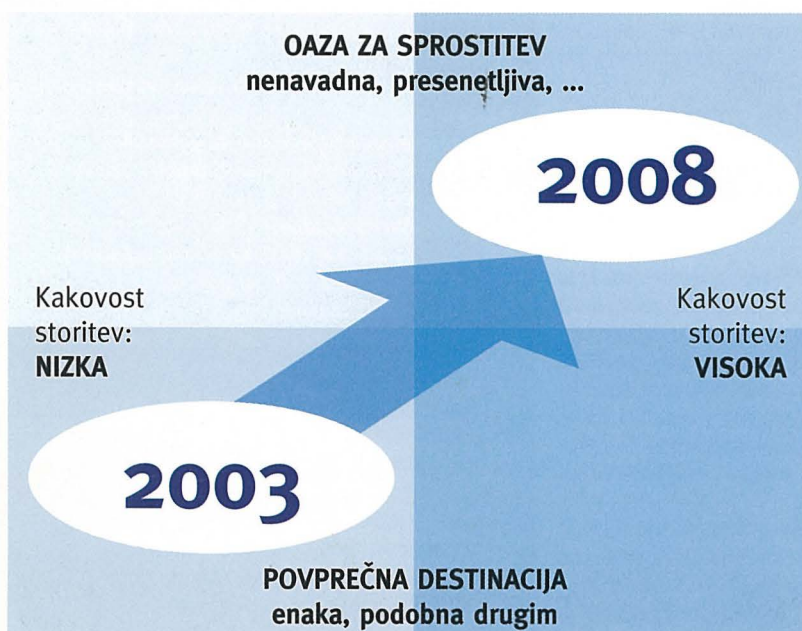 OAZA ZA SPROSTITEV
nenavadna, presenetljiva, ...
2008
Kakovost
storitev:
NIZKA
Kakovost
storitev:
VISOKA
2003
POVPREČNA DESTINACIJA
enaka, podobna drugim